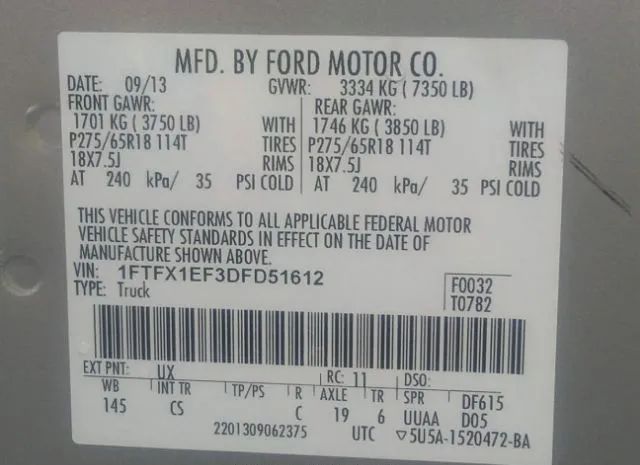 MFD. BY FORD MOTOR CO.
DATE: 09/13 GVWR: 3334 KG ( 7350 LB)
FRONT GAWR: REAR GAWR:
1701 KG ( 3750 LB) WITH 1746 KG ( 3850 LB) WITH
P275/65R18 114T TIRES P275/65R18 114T TIRES
18X7.5J RIMS 18X7.5J RIMS
AT 240 kPa/ 35 PSI COLD AT 240 kPa/ 35 PSI COLD
THIS VEHICLE CONFORMS TO ALL APPLICABLE FEDERAL MOTOR
VEHICLE SAFETY STANDARDS IN EFFECT ON THE DATE OF
MANUFACTURE SHOWN ABOVE.
VIN: 1FTFX1EF3DFD51612 F0032
TYPE: Truck T0782
EXT PNT: UX RC: 11 DSO:
WB INT TR TP/PS R AXLE TR SPR DF615
145 CS C 19 6 UUAA D05
2201309062375 UTC ▽5U5A-1520472-BA